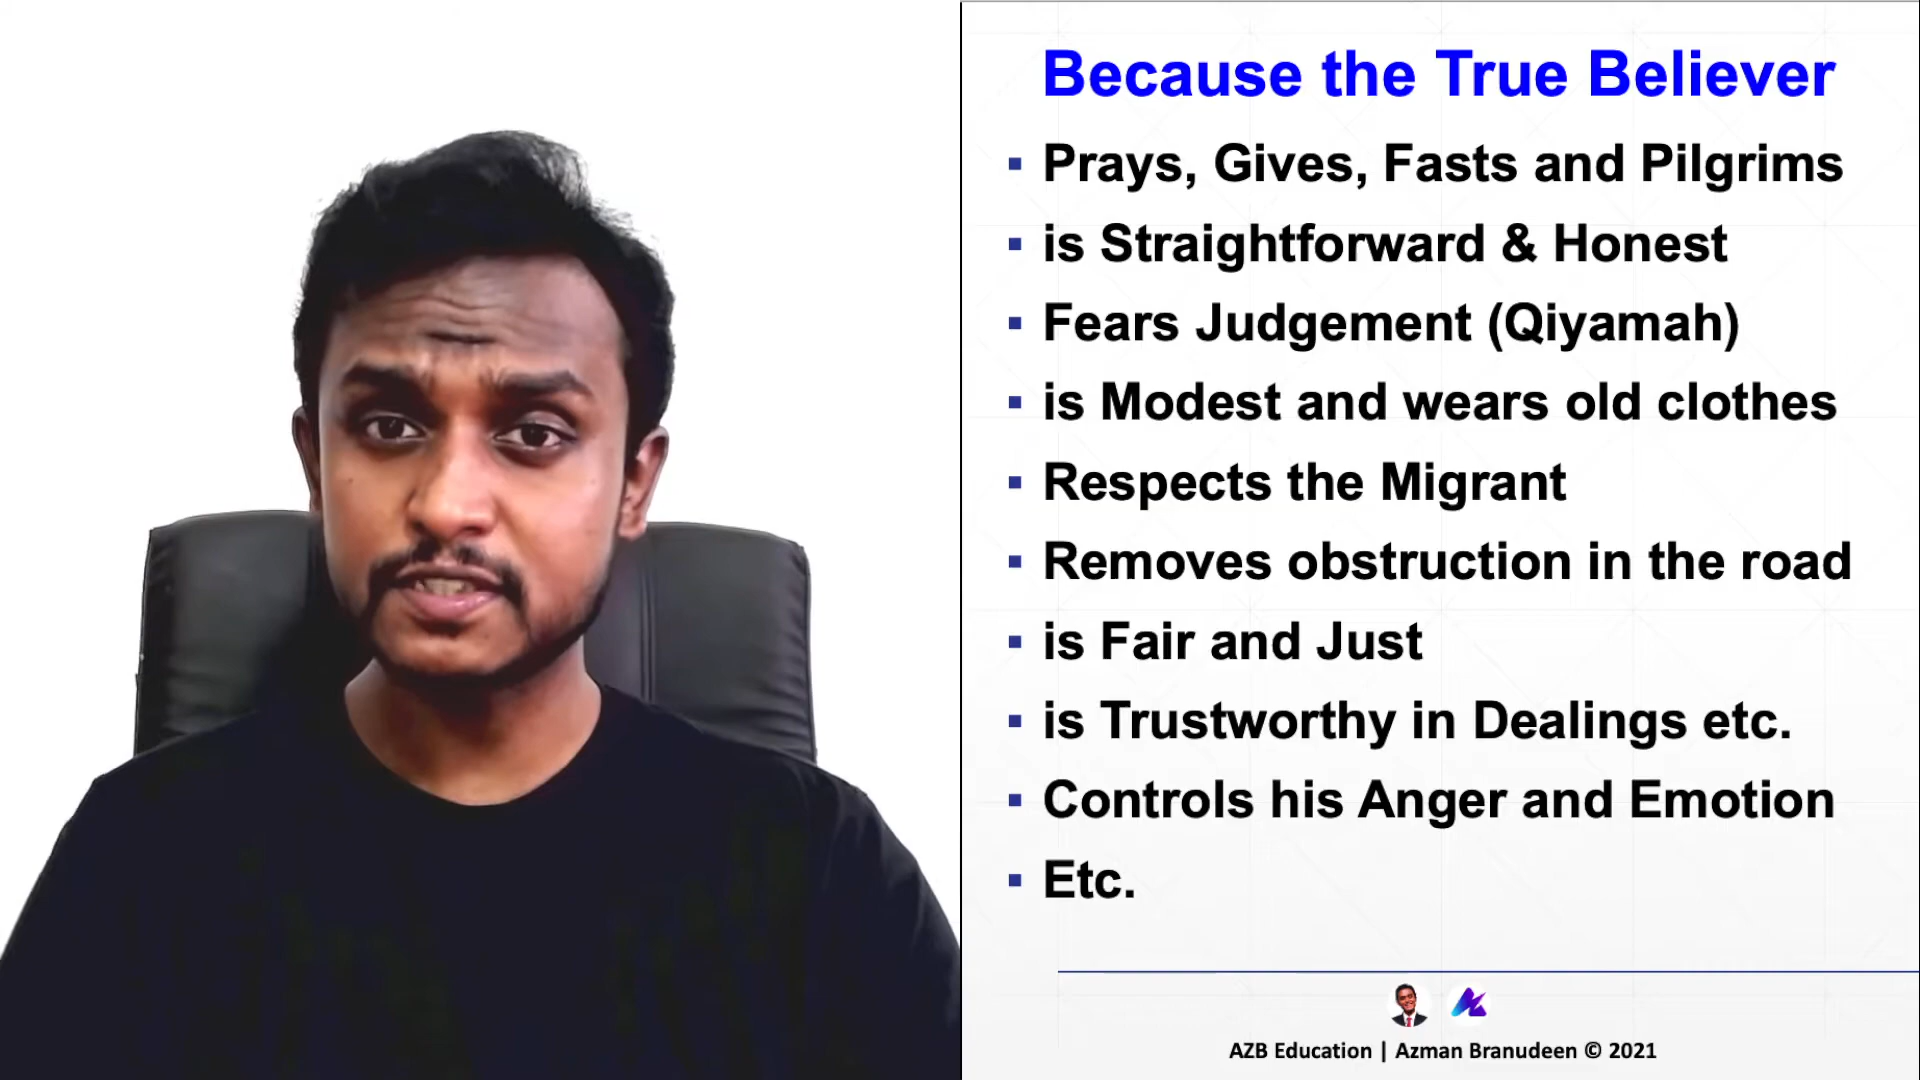 Because the True Believer
▪ Prays, Gives, Fasts and Pilgrims
▪ is Straightforward & Honest
▪ Fears Judgement (Qiyamah)
▪ is Modest and wears old clothes
▪ Respects the Migrant
▪ Removes obstruction in the road
▪ is Fair and Just
▪ is Trustworthy in Dealings etc.
▪ Controls his Anger and Emotion
▪ Etc.
AZB Education | Azman Branudeen © 2021